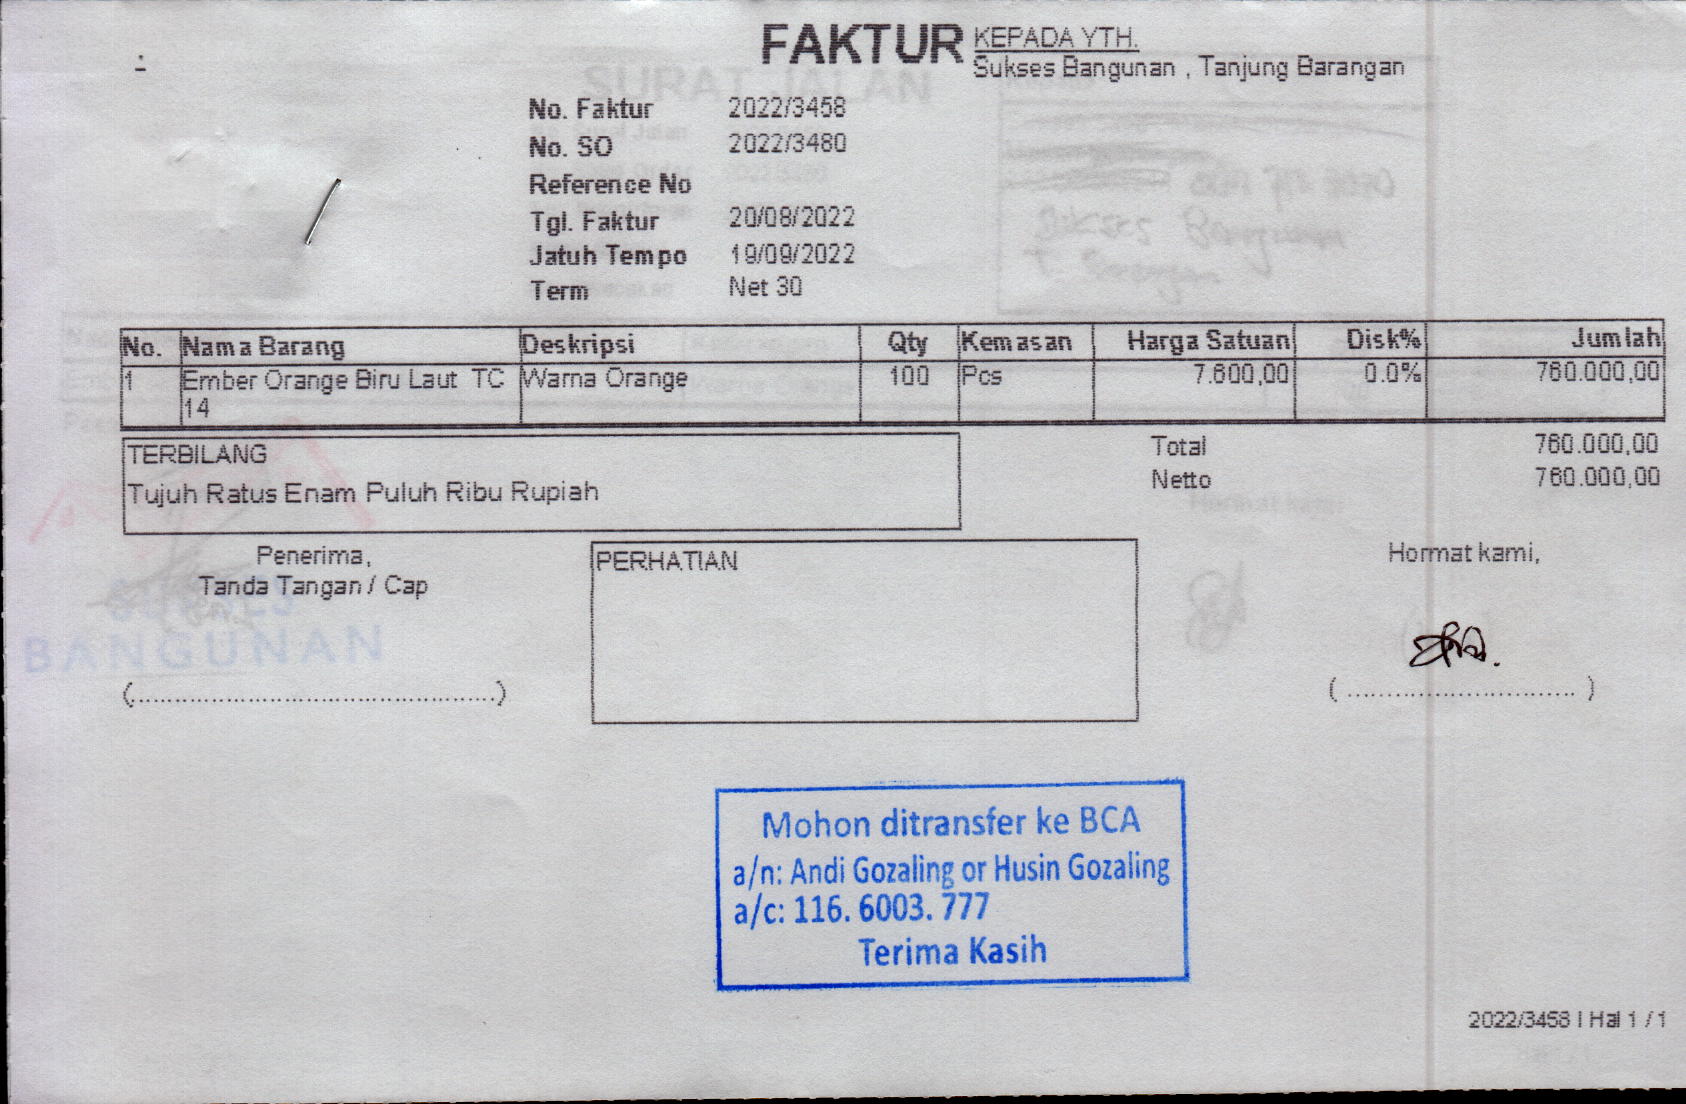 FAKTUR
KEPADA YTH.
Sukses Bangunan , Tanjung Barangan
SURAT JALAN
No. Faktur 2022/3458
No. SO 2022/3480
Reference No
Tgl. Faktur 20/08/2022
Jatuh Tempo 19/09/2022
Term Net 30
No. Nama Barang Deskripsi Qty Kemasan Harga Satuan Disk% Jumlah
1 Ember Orange Biru Laut TC Warna Orange 100 Pcs 7.600,00 0.0% 760.000,00
14
TERBILANG
Tujuh Ratus Enam Puluh Ribu Rupiah
Total 760.000,00
Netto 760.000,00
Penerima,
Tanda Tangan / Cap
SUKSES
BANGUNAN
(....................................................)
PERHATIAN
Hormat kami,
( ............................. )
Mohon ditransfer ke BCA
a/n: Andi Gozaling or Husin Gozaling
a/c: 116. 6003. 777
Terima Kasih
2022/3458 | Hal 1 / 1